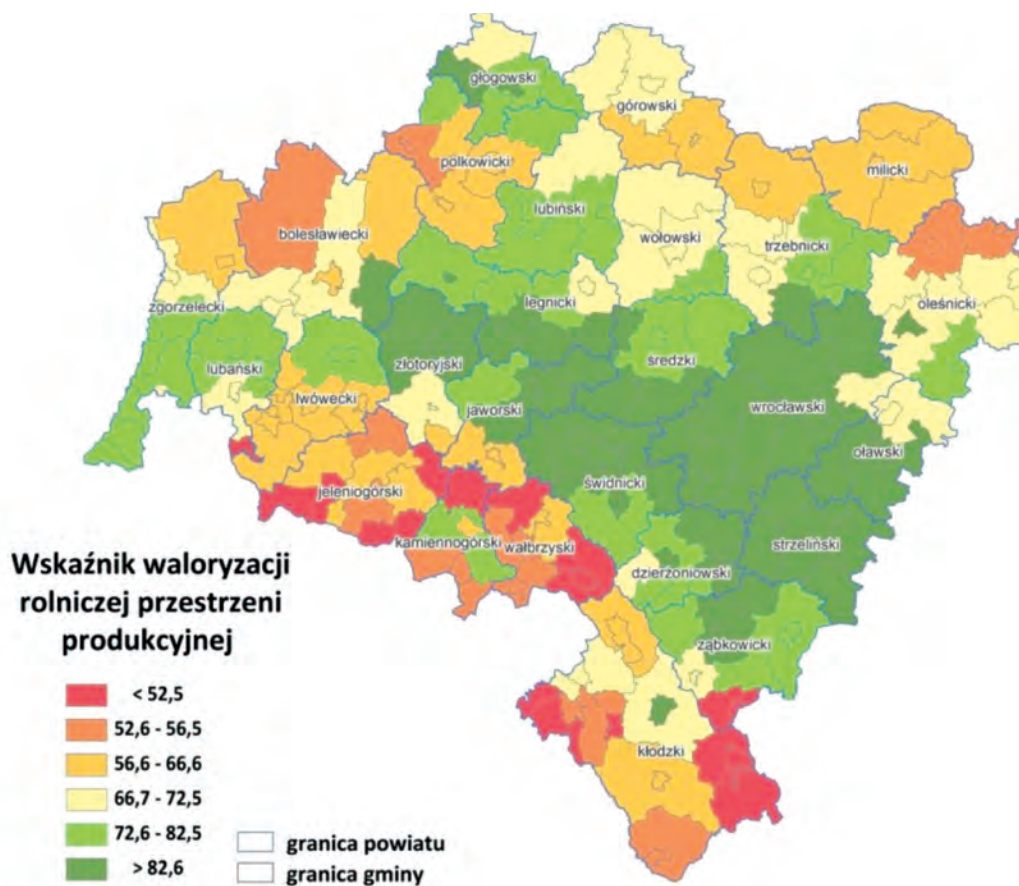 głogowski
górowski
polkowicki
milicki
lubiński
bolesławiecki
wołowski
trzebnicki
zgorzelecki
legnicki
oleśnicki
lubański
złotoryjski
średzki
lwówecki
jaworski
wrocławski
oławski
jeleniogórski
świdnicki
kamiennogórski
wałbrzyski
strzeliński
dzierżoniowski
ząbkowicki
kłodzki
Wskaźnik waloryzacji
rolniczej przestrzeni
produkcyjnej
< 52,5
52,6 - 56,5
56,6 - 66,6
66,7 - 72,5
72,6 - 82,5
> 82,6
granica powiatu
granica gminy